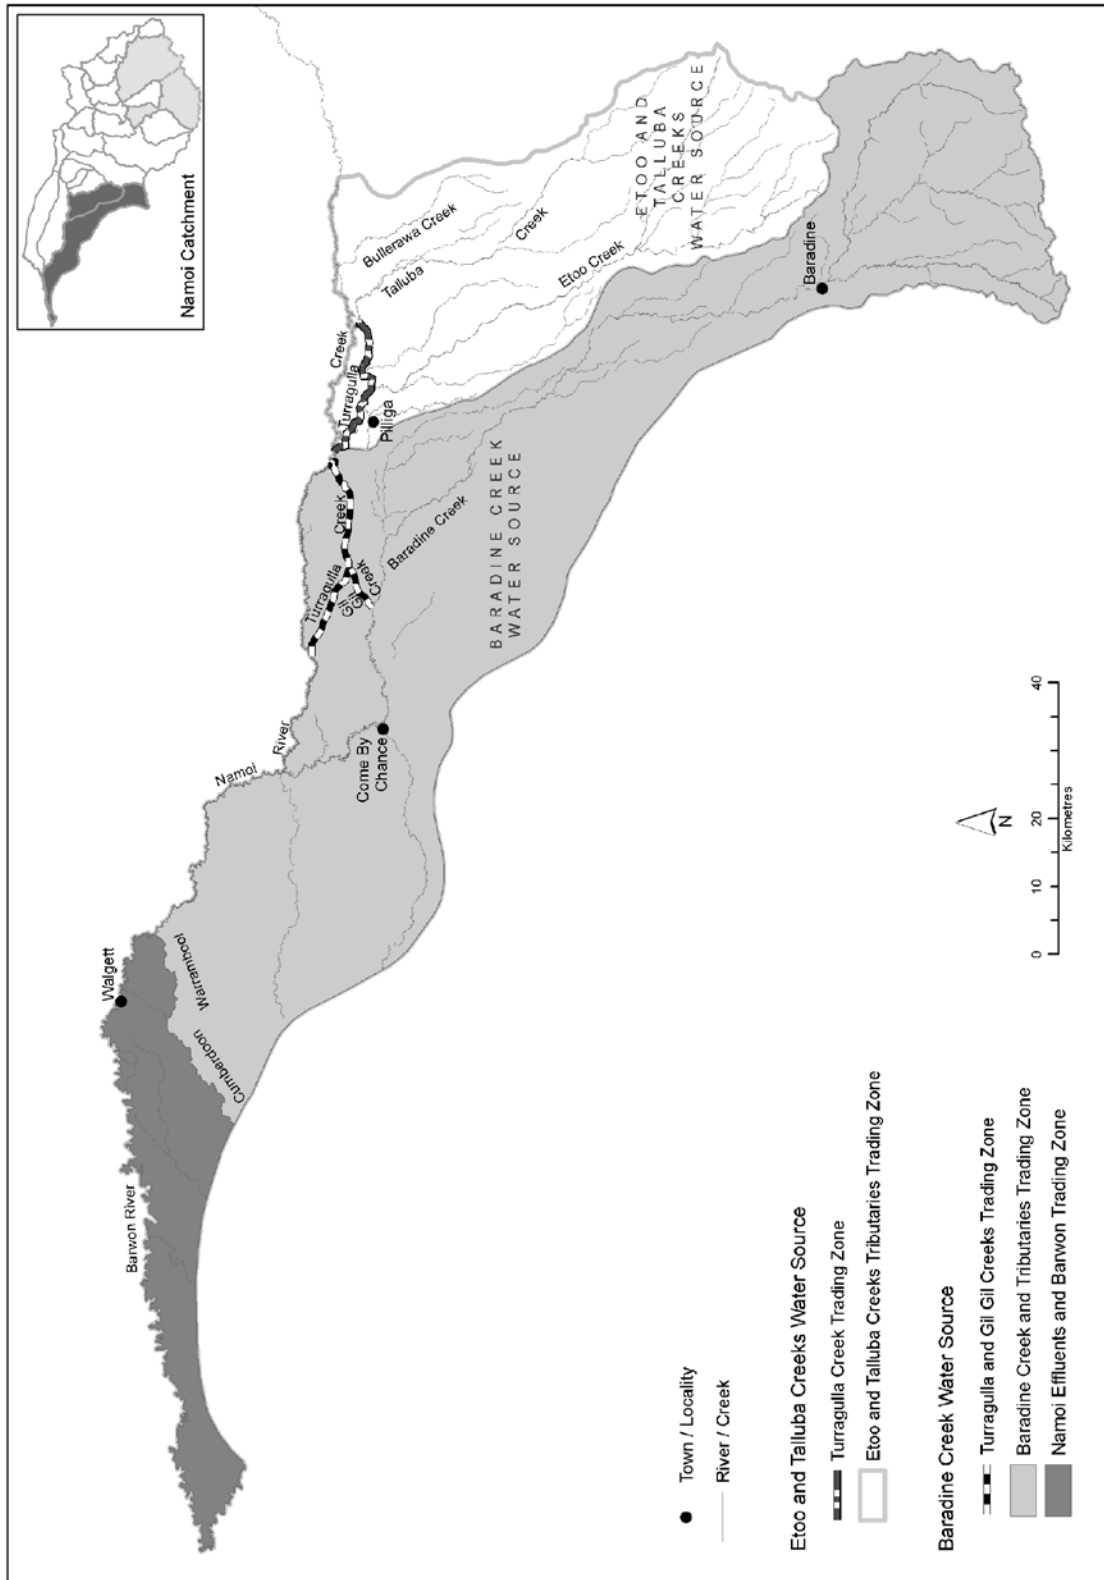 Namoi Catchment
Barwon River
Walgett
Cumberdoon Warrambool
Namoi River
Come By
Chance
Turragulla Creek
Gil Gil Creek
Baradine Creek
Turragulla Creek
Pilliga
Bullerawa Creek
Talluba Creek
Etoo Creek
ETOO AND
TALLUBA
CREEKS
WATER SOURCE
BARADINE CREEK
WATER SOURCE
Baradine
N
0 10 20 40
Kilometres
Town / Locality
River / Creek
Etoo and Talluba Creeks Water Source
Turragulla Creek Trading Zone
Etoo and Talluba Creeks Tributaries Trading Zone
Baradine Creek Water Source
Turragulla and Gil Gil Creeks Trading Zone
Baradine Creek and Tributaries Trading Zone
Namoi Effluents and Barwon Trading Zone